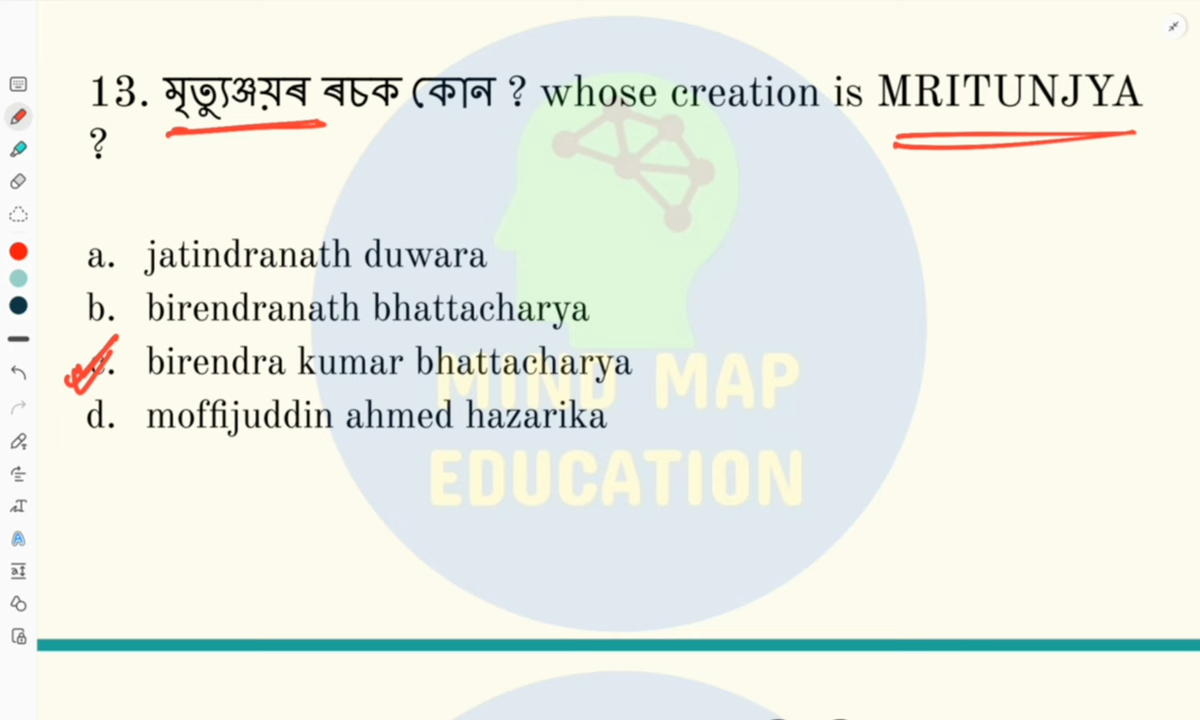 13. মৃত্যুঞ্জয়ৰ ৰচক কোন ? whose creation is MRITUNJYA
?
a. jatindranath duwara
b. birendranath bhattacharya
c. birendra kumar bhattacharya
d. moffijuddin ahmed hazarika
MIND MAP
EDUCATION